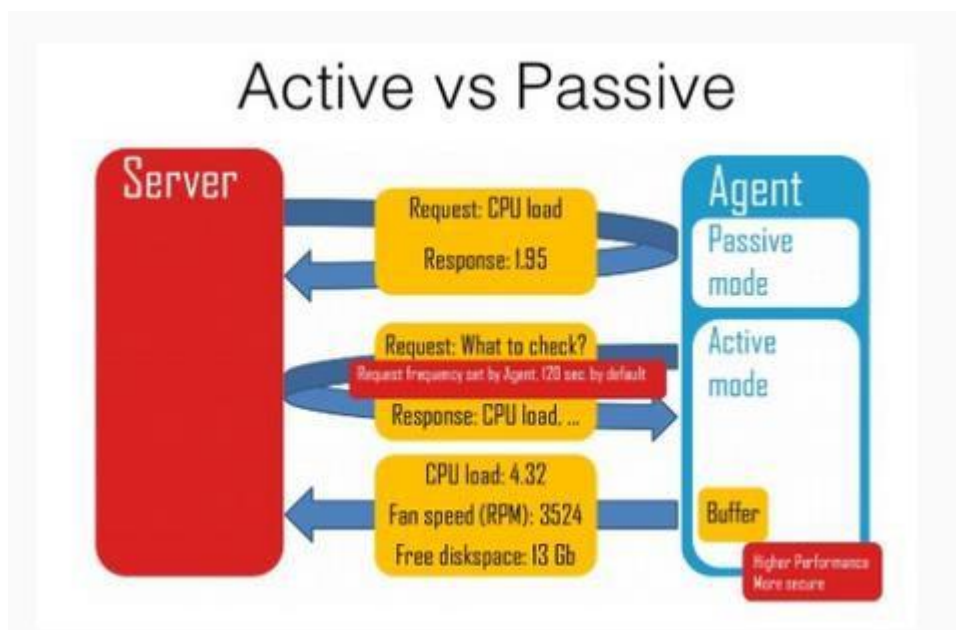 Active vs Passive
Server
Request: CPU load
Response: 1.95
Agent
Passive
mode
Request: What to check?
Request frequency set by Agent, 120 sec. by default
Response: CPU load, ...
Active
mode
CPU load: 4.32
Fan speed (RPM): 3524
Free diskspace: 13 Gb
Buffer
Higher Performance
More secure